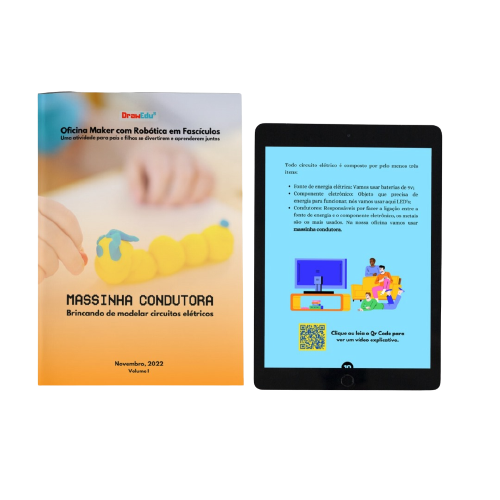 DrawEdu®
Oficina Maker com Robótica em Fascículos
Uma atividade para pais e filhos se divertirem e aprenderem juntos
MASSINHA CONDUTORA
Brincando de modelar circuitos elétricos
Novembro, 2022
Volume 1
Todo circuito elétrico é composto por pelo menos três
itens:
• Fonte de energia elétrica: Vamos usar baterias de 9v;
• Componente eletrônico: Objeto que precisa de
energia para funcionar, nós vamos usar aqui LED's;
• Condutores: Responsáveis por fazer a ligação entre a
fonte de energia e o componente eletrônico, os metais
são os mais usados. Na nossa oficina vamos usar
massinha condutora.
Clique ou leia o Qr Code para
ver um vídeo explicativo.
10